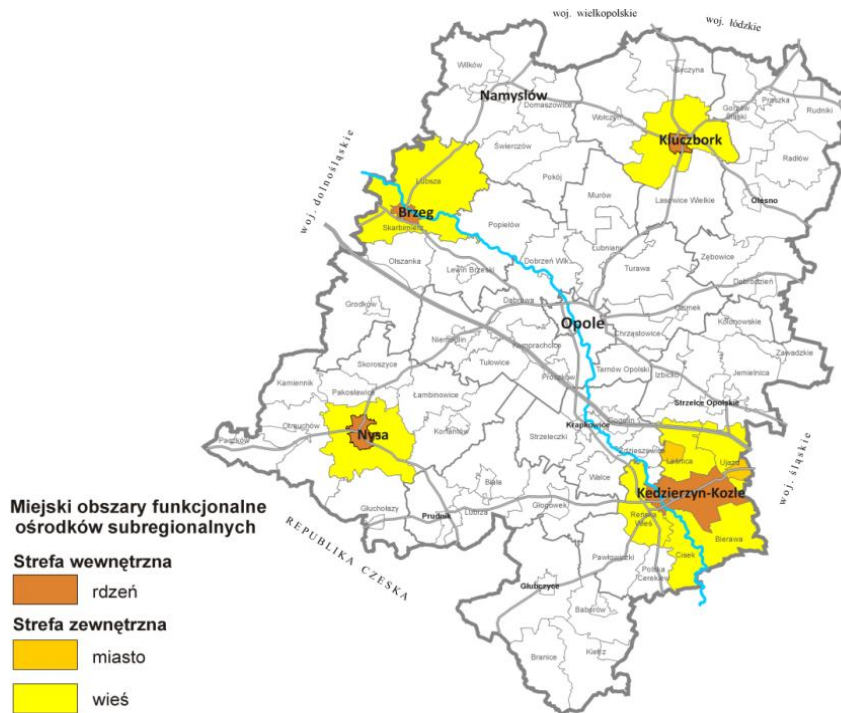 woj. wielkopolskie
woj. łódzkie
Wilków
Byczyna
Namysłów
Domaszowice
Wołczyn
Gorzów
Śląski
Praszka
Rudniki
Kluczbork
Świerczów
Radłów
woj. dolnośląskie
Lubsza
Pokój
Murów
Lasowice Wielkie
Olesno
Brzeg
Skarbimierz
Popielów
Łubniany
Zębowice
Olszanka
Lewin Brzeski
Dobrzeń Wlk.
Turawa
Dobrodzień
Grodków
Dąbrowa
Ozimek
Kolonowskie
Opole
Chrząstowice
Niemodlin
Komprachcice
Zawadzkie
Skoroszyce
Tułowice
Tarnów Opolski
Izbicko
Jemielnica
Kamiennik
Pakosławice
Łambinowice
Prószków
Strzelce Opolskie
Otmuchów
Gogolin
Paczków
Nysa
Korfantów
Strzeleczki
Krapkowice
Zdzieszowice
Leśnica
Ujazd
woj. śląskie
Walce
Biała
Kędzierzyn-Koźle
Głuchołazy
Prudnik
Lubrza
Głogówek
Reńska
Wieś
Bierawa
Cisek
Pawłowiczki
Polska
Cerekiew
REPUBLIKA CZESKA
Głubczyce
Baborów
Branice
Kietrz
Miejski obszary funkcjonalne
ośrodków subregionalnych
Strefa wewnętrzna
rdzeń
Strefa zewnętrzna
miasto
wieś